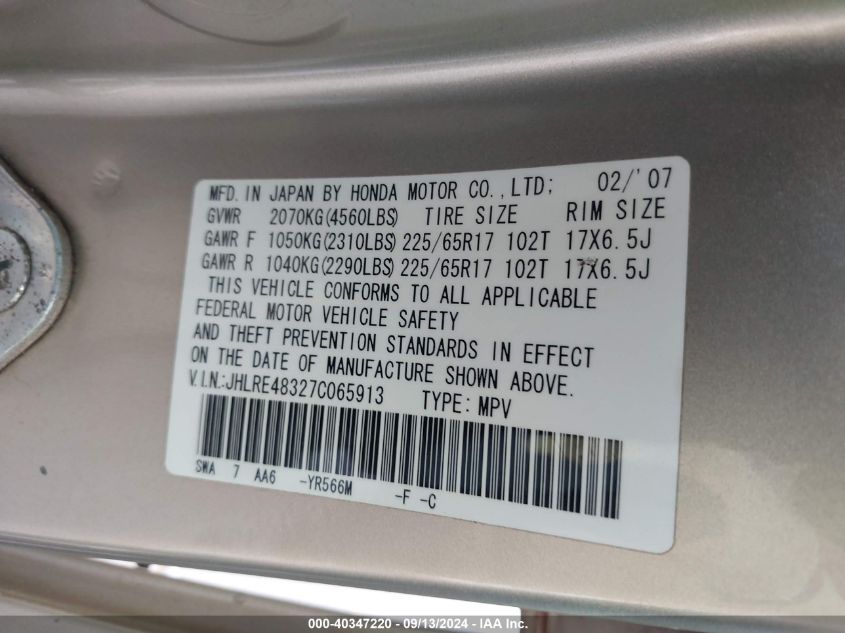 MFD. IN JAPAN BY HONDA MOTOR CO.,LTD; 02/'07
GVWR 2070KG(4560LBS) TIRE SIZE RIM SIZE
GAWR F 1050KG(2310LBS) 225/65R17 102T 17X6.5J
GAWR R 1040KG(2290LBS) 225/65R17 102T 17X6.5J
THIS VEHICLE CONFORMS TO ALL APPLICABLE
FEDERAL MOTOR VEHICLE SAFETY
AND THEFT PREVENTION STANDARDS IN EFFECT
ON THE DATE OF MANUFACTURE SHOWN ABOVE.
V.I.N.:JHLRE48327C065913 TYPE: MPV
SWA 7 AA6 -YR566M -F -C
000-40347220 - 09/13/2024 - IAA Inc.